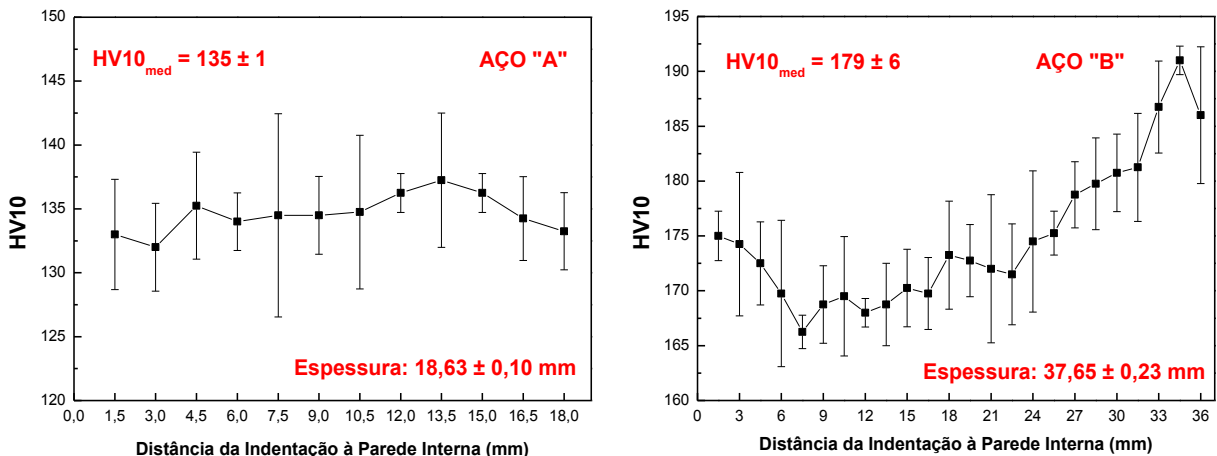 150
145
140
135
130
125
120
HV10
HV10med = 135 ± 1
AÇO "A"
Espessura: 18,63 ± 0,10 mm
0,0 1,5 3,0 4,5 6,0 7,5 9,0 10,5 12,0 13,5 15,0 16,5 18,0
Distância da Indentação à Parede Interna (mm)
195
190
185
180
175
170
165
160
HV10
HV10med = 179 ± 6
AÇO "B"
Espessura: 37,65 ± 0,23 mm
0 3 6 9 12 15 18 21 24 27 30 33 36
Distância da Indentação à Parede Interna (mm)